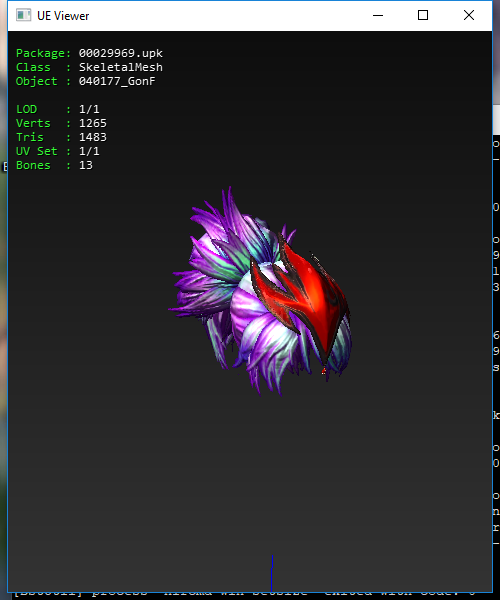 UE Viewer
Package: 00029969.upk
Class : SkeletalMesh
Object : 040177_GonF
LOD : 1/1
Verts : 1265
Tris : 1483
UV Set : 1/1
Bones : 13